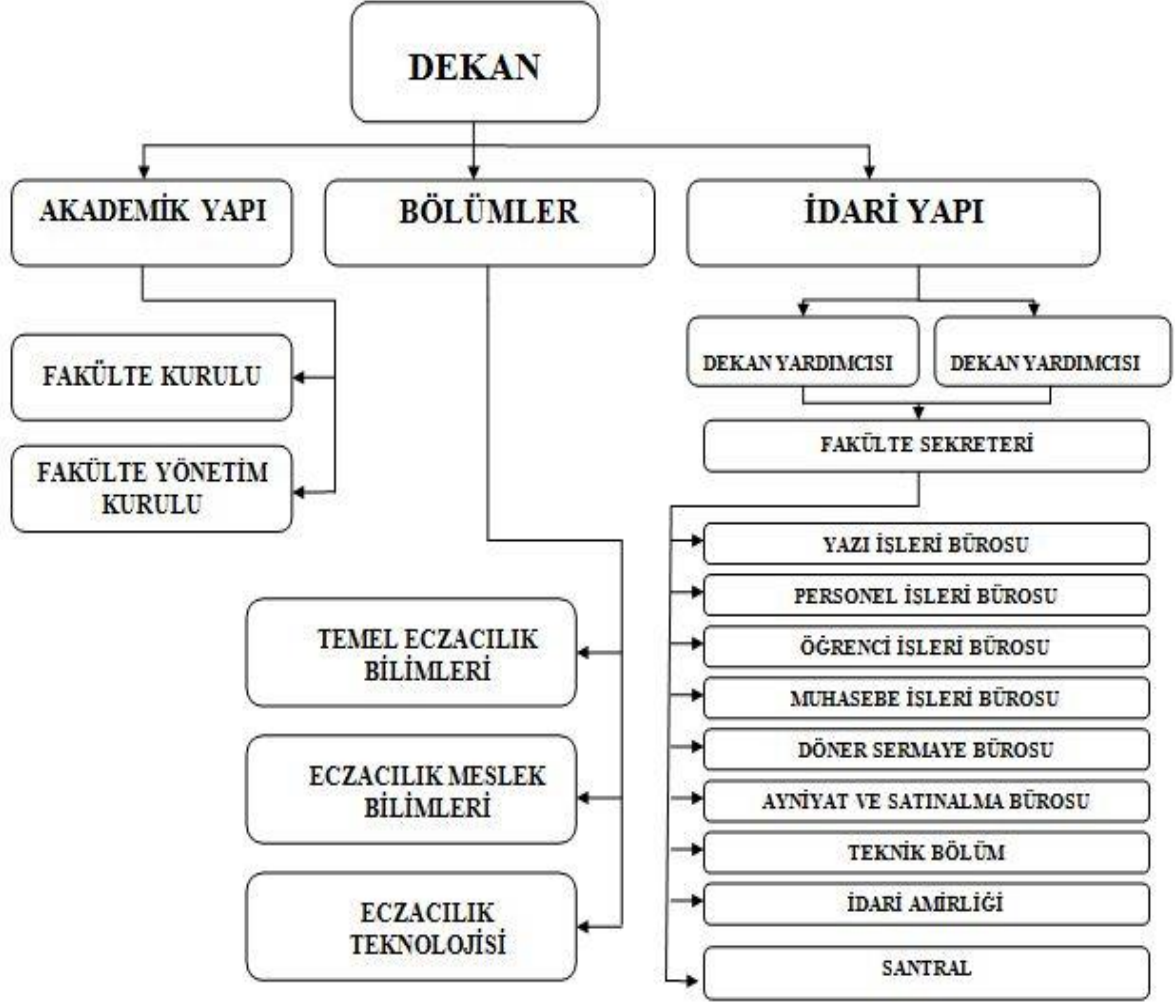 DEKAN
AKADEMİK YAPI
BÖLÜMLER
İDARİ YAPI
FAKÜLTE KURULU
FAKÜLTE YÖNETİM
KURULU
DEKAN YARDIMCISI
DEKAN YARDIMCISI
FAKÜLTE SEKRETERİ
TEMEL ECZACILIK
BİLİMLERİ
ECZACILIK MESLEK
BİLİMLERİ
ECZACILIK
TEKNOLOJİSİ
YAZI İŞLERİ BÜROSU
PERSONEL İŞLERİ BÜROSU
ÖĞRENCİ İŞLERİ BÜROSU
MUHASEBE İŞLERİ BÜROSU
DÖNER SERMAYE BÜROSU
AYNİYAT VE SATINALMA BÜROSU
TEKNİK BÖLÜM
İDARİ AMİRLİĞİ
SANTRAL